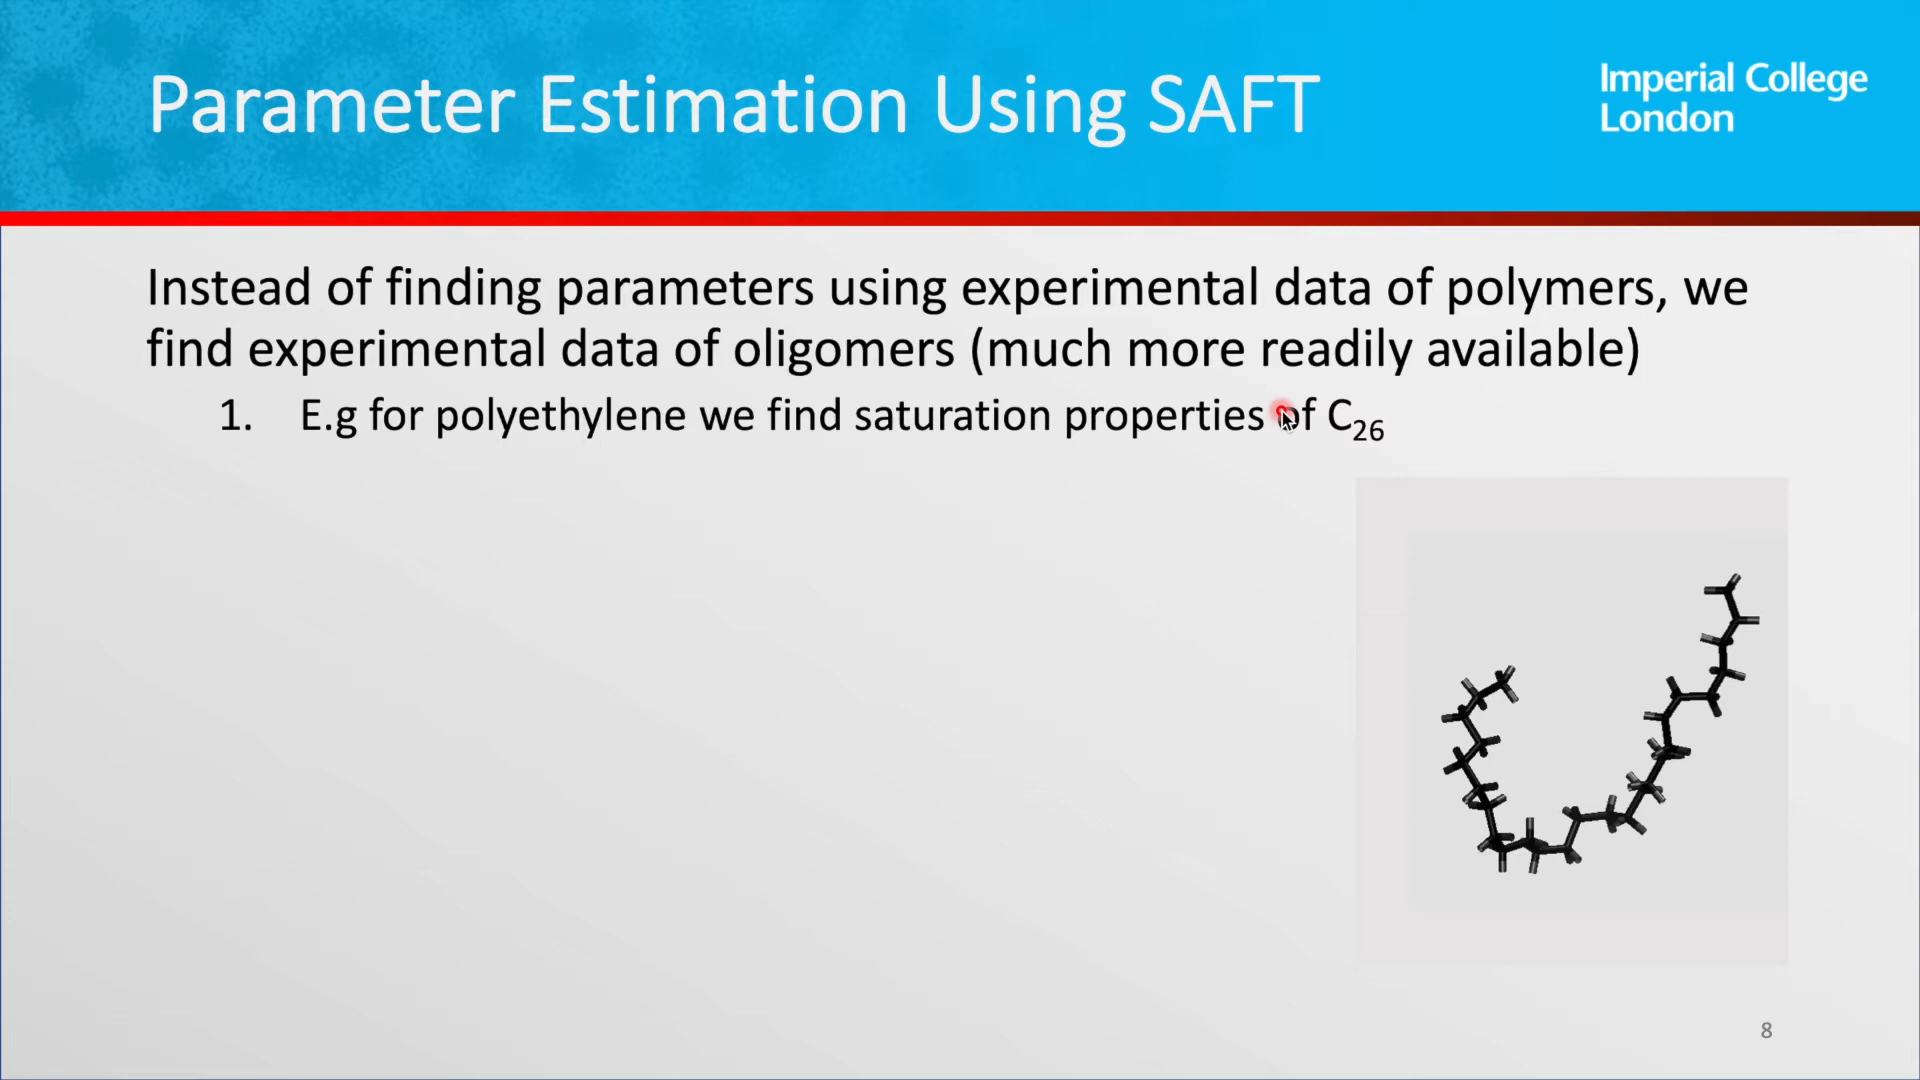 Parameter Estimation Using SAFT
Imperial College
London
Instead of finding parameters using experimental data of polymers, we
find experimental data of oligomers (much more readily available)
1. E.g for polyethylene we find saturation properties of C₂₆
8